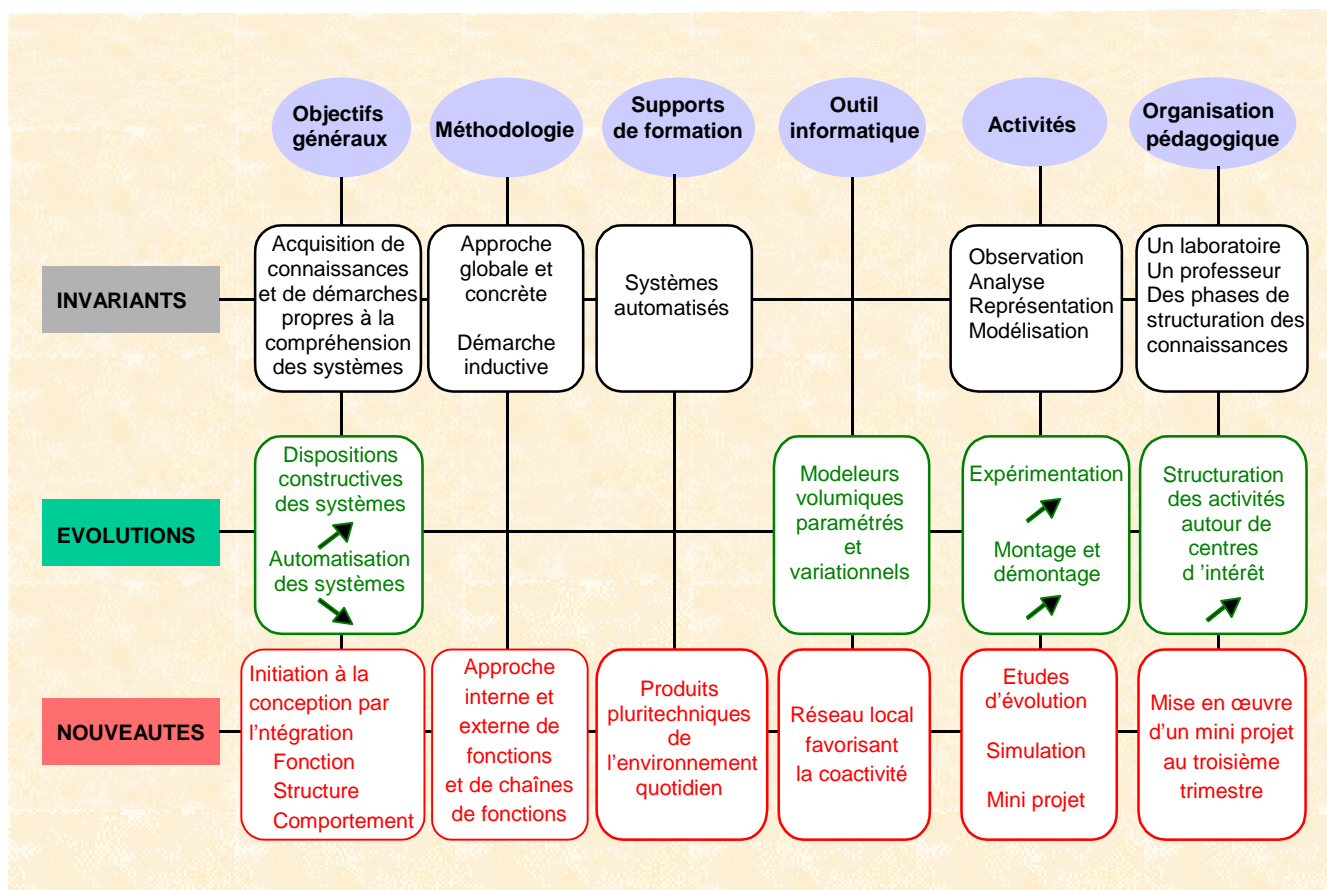 Objectifs
généraux
Méthodologie
Supports
de formation
Outil
informatique
Activités
Organisation
pédagogique
INVARIANTS
Acquisition de
connaissances
et de démarches
propres à la
compréhension
des systèmes
Approche
globale et
concrète
Démarche
inductive
Systèmes
automatisés
Observation
Analyse
Représentation
Modélisation
Un laboratoire
Un professeur
Des phases de
structuration des
connaissances
EVOLUTIONS
Dispositions
constructives
des systèmes
Automatisation
des systèmes
Modeleurs
volumiques
paramétrés
et
variationnels
Expérimentation
Montage et
démontage
Structuration
des activités
autour de
centres
d 'intérêt
NOUVEAUTES
Initiation à la
conception par
l'ntégration
Fonction
Structure
Comportement
Approche
interne et
externe de
fonctions
et de chaînes
de fonctions
Produits
pluritechniques
de
l'environnement
quotidien
Réseau local
favorisant
la coactivité
Etudes
d'évolution
Simulation
Mini projet
Mise en œuvre
d'un mini projet
au troisième
trimestre